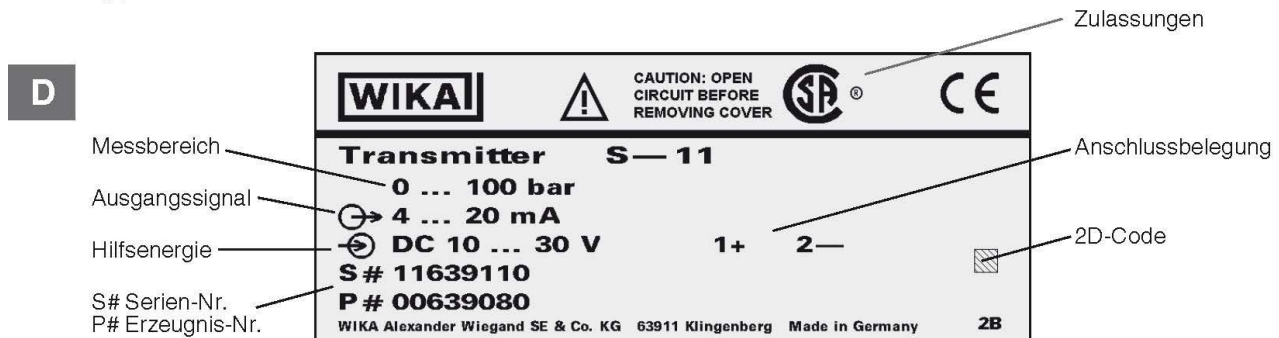 Zulassungen
D
WIKA
CAUTION: OPEN
CIRCUIT BEFORE
REMOVING COVER
CSA ®
CE
Messbereich
Transmitter S—11
Anschlussbelegung
0 ... 100 bar
Ausgangssignal
4 ... 20 mA
Hilfsenergie
DC 10 ... 30 V 1+ 2—
2D-Code
S# 11639110
S# Serien-Nr.
P# Erzeugnis-Nr.
P# 00639080
WIKA Alexander Wiegand SE & Co. KG 63911 Klingenberg Made in Germany 2B